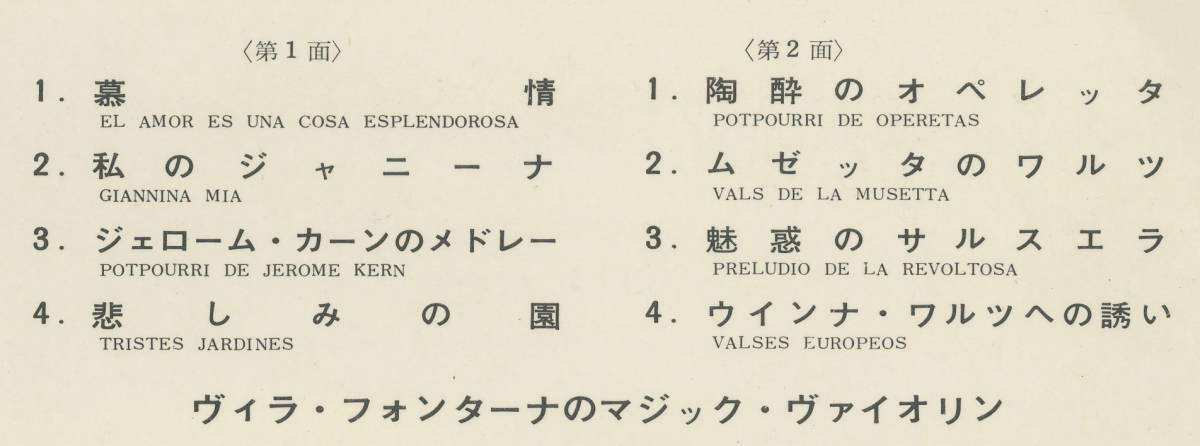 〈第1面〉
1. 慕情
EL AMOR ES UNA COSA ESPLENDOROSA
2. 私のジャニーナ
GIANNINA MIA
3. ジェローム・カーンのメドレー
POTPOURRI DE JEROME KERN
4. 悲しみの園
TRISTES JARDINES
〈第2面〉
1. 陶酔のオペレッタ
POTPOURRI DE OPERETAS
2. ムゼッタのワルツ
VALS DE LA MUSETTA
3. 魅惑のサルスエラ
PRELUDIO DE LA REVOLTOSA
4. ウインナ・ワルツへの誘い
VALSES EUROPEOS
ヴィラ・フォンターナのマジック・ヴァイオリン